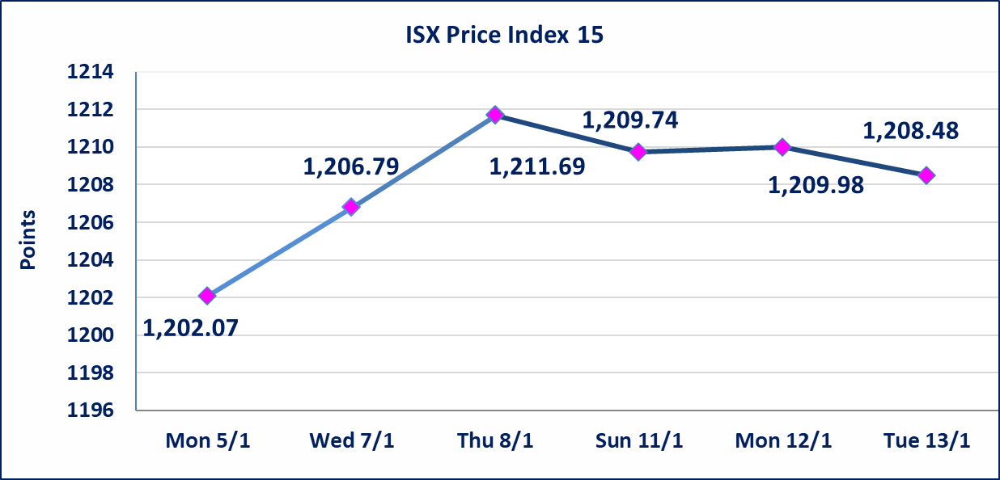 ISX Price Index 15
1214
1212
1210
1208
1206
1204
1202
1200
1198
1196
Points
1,202.07
1,206.79
1,211.69
1,209.74
1,209.98
1,208.48
Mon 5/1
Wed 7/1
Thu 8/1
Sun 11/1
Mon 12/1
Tue 13/1